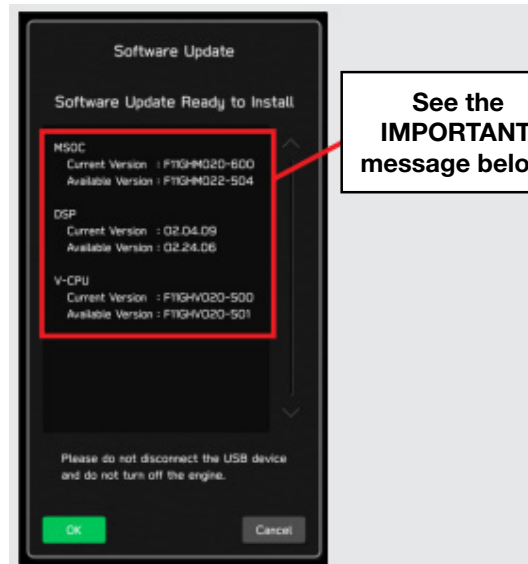 Software Update
Software Update Ready to Install
MSOC
Current Version : F11GHM020-600
Available Version : F11GHM022-504
DSP
Current Version : 02.04.09
Available Version : 02.24.06
V-CPU
Current Version : F11GHV020-500
Available Version : F11GHV020-501
Please do not disconnect the USB device
and do not turn off the engine.
OK
Cancel
See the
IMPORTANT
message belo